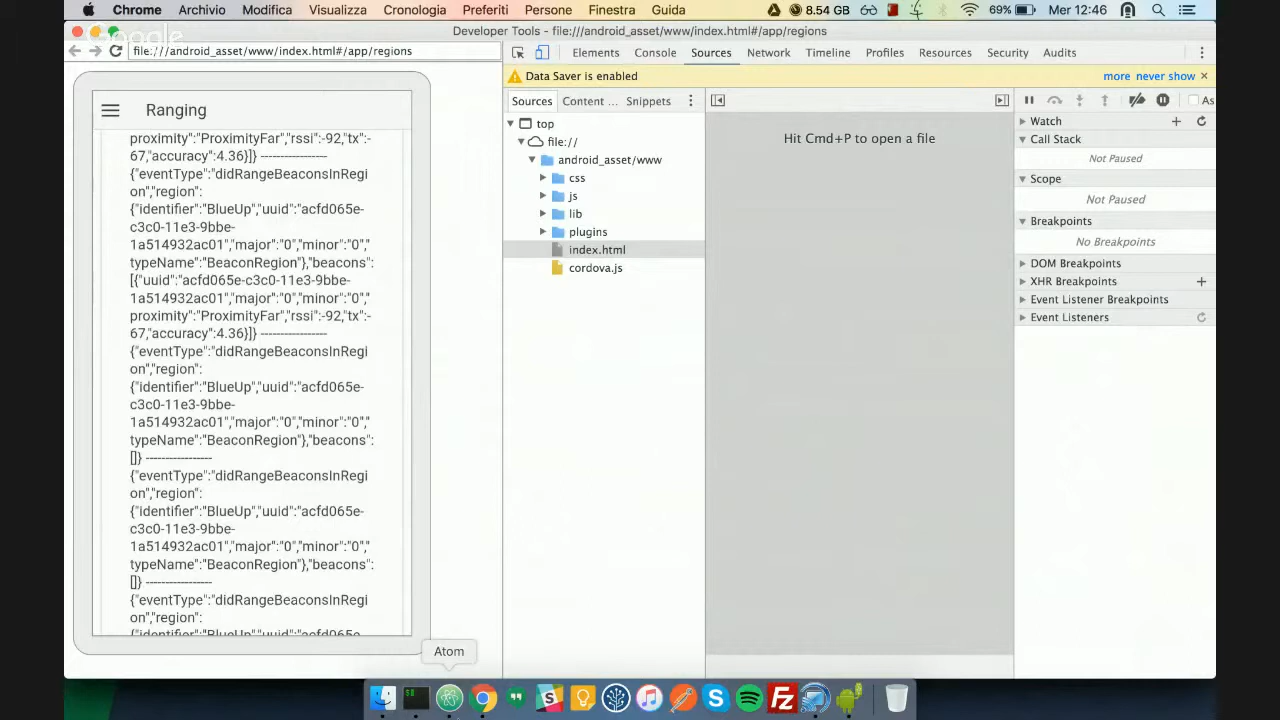 Chrome Archivio Modifica Visualizza Cronologia Preferiti Persone Finestra Guida 8.54 GB 69% Mer 12:46
Google
Developer Tools - file:///android_asset/www/index.html#/app/regions
file:///android_asset/www/index.html#/app/regions
Elements Console Sources Network Timeline Profiles Resources Security Audits
Data Saver is enabled more never show ×
Sources Content ... Snippets
As
Ranging
proximity":"ProximityFar","rssi":-92,"tx":-
67,"accuracy":4.36}]} -----------------
{"eventType":"didRangeBeaconsInRegi
on","region":
{"identifier":"BlueUp","uuid":"acfd065e-
c3c0-11e3-9bbe-
1a514932ac01","major":"0","minor":"0","
typeName":"BeaconRegion"},"beacons":
[{"uuid":"acfd065e-c3c0-11e3-9bbe-
1a514932ac01","major":"0","minor":"0","
proximity":"ProximityFar","rssi":-92,"tx":-
67,"accuracy":4.36}]} -----------------
{"eventType":"didRangeBeaconsInRegi
on","region":
{"identifier":"BlueUp","uuid":"acfd065e-
c3c0-11e3-9bbe-
1a514932ac01","major":"0","minor":"0","
typeName":"BeaconRegion"},"beacons":
[]} -----------------
{"eventType":"didRangeBeaconsInRegi
on","region":
{"identifier":"BlueUp","uuid":"acfd065e-
c3c0-11e3-9bbe-
1a514932ac01","major":"0","minor":"0","
typeName":"BeaconRegion"},"beacons":
[]} -----------------
{"eventType":"didRangeBeaconsInRegi
on","region":
{"identifier":"BlueUp","uuid":"acfd065e-
top
file://
android_asset/www
css
js
lib
plugins
index.html
cordova.js
Hit Cmd+P to open a file
Watch
Call Stack
Not Paused
Scope
Not Paused
Breakpoints
No Breakpoints
DOM Breakpoints
XHR Breakpoints
Event Listener Breakpoints
Event Listeners
Atom